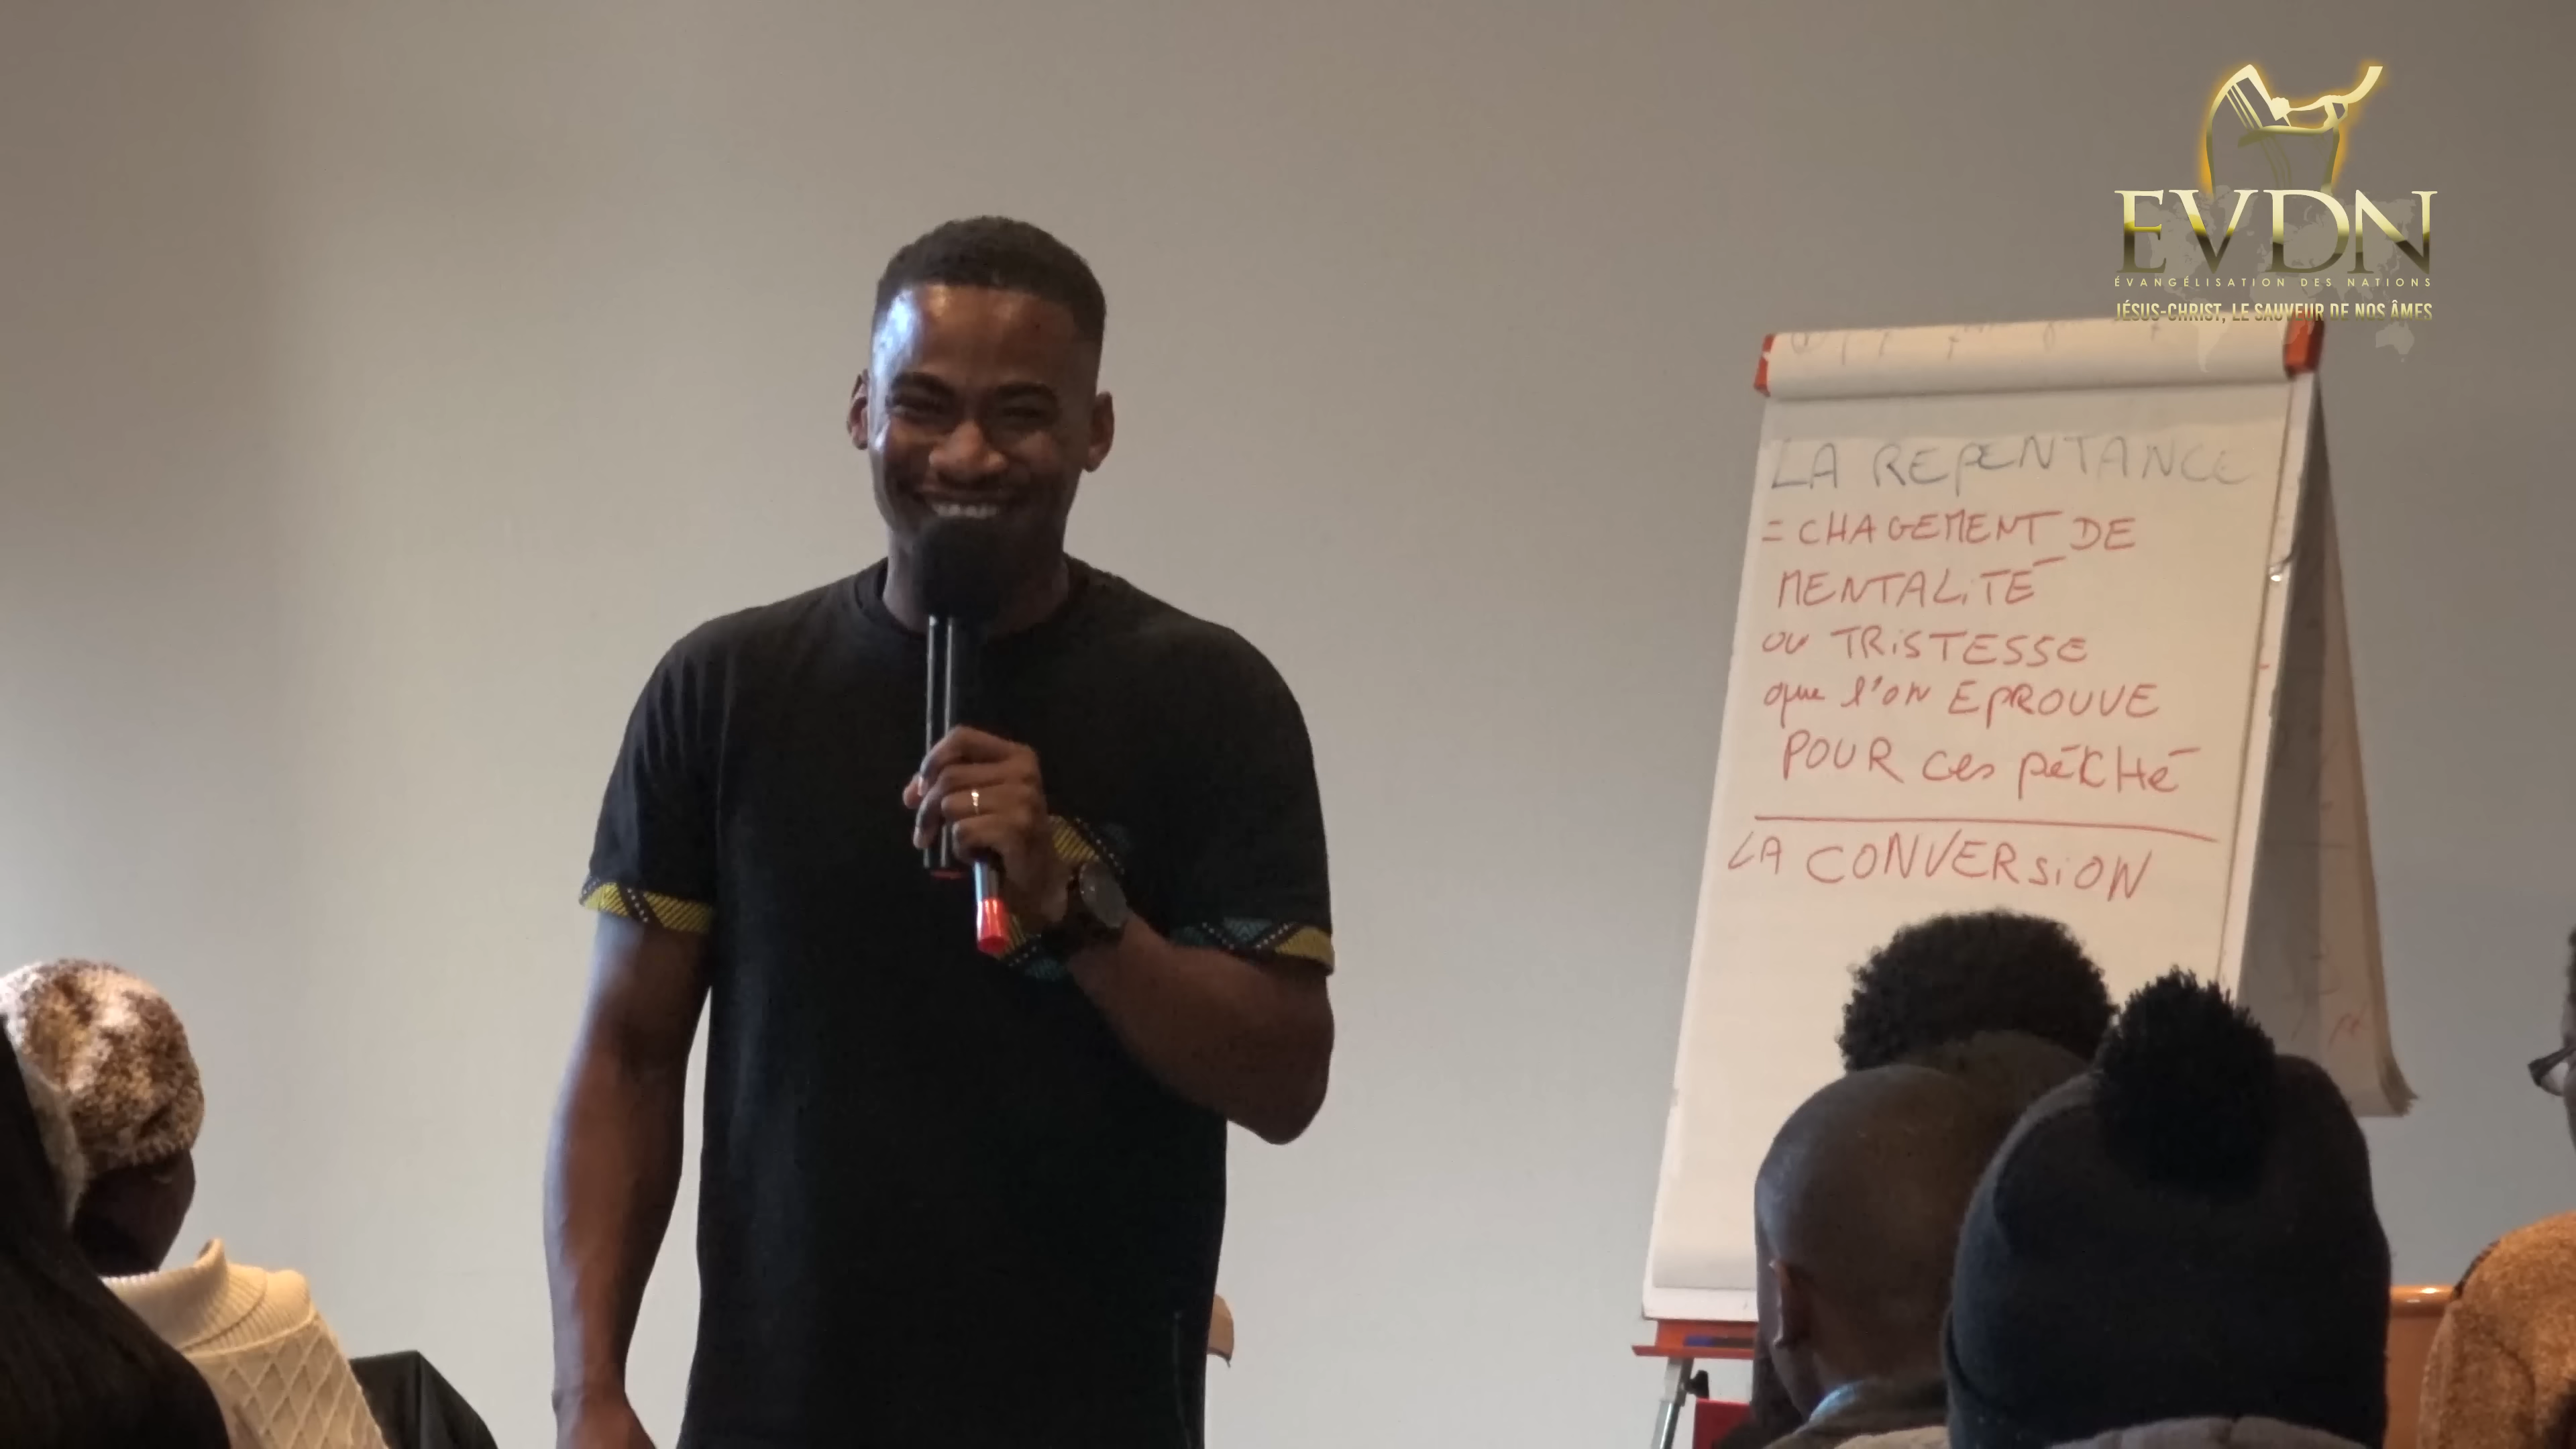 EVDN
ÉVANGÉLISATION DES NATIONS
JÉSUS-CHRIST, LE SAUVEUR DE NOS ÂMES
LA REPENTANCE
= CHAGEMENT DE
MENTALITÉ
OU TRISTESSE
que l'on EPROUVE
POUR ces péCHé
LA CONVERSION